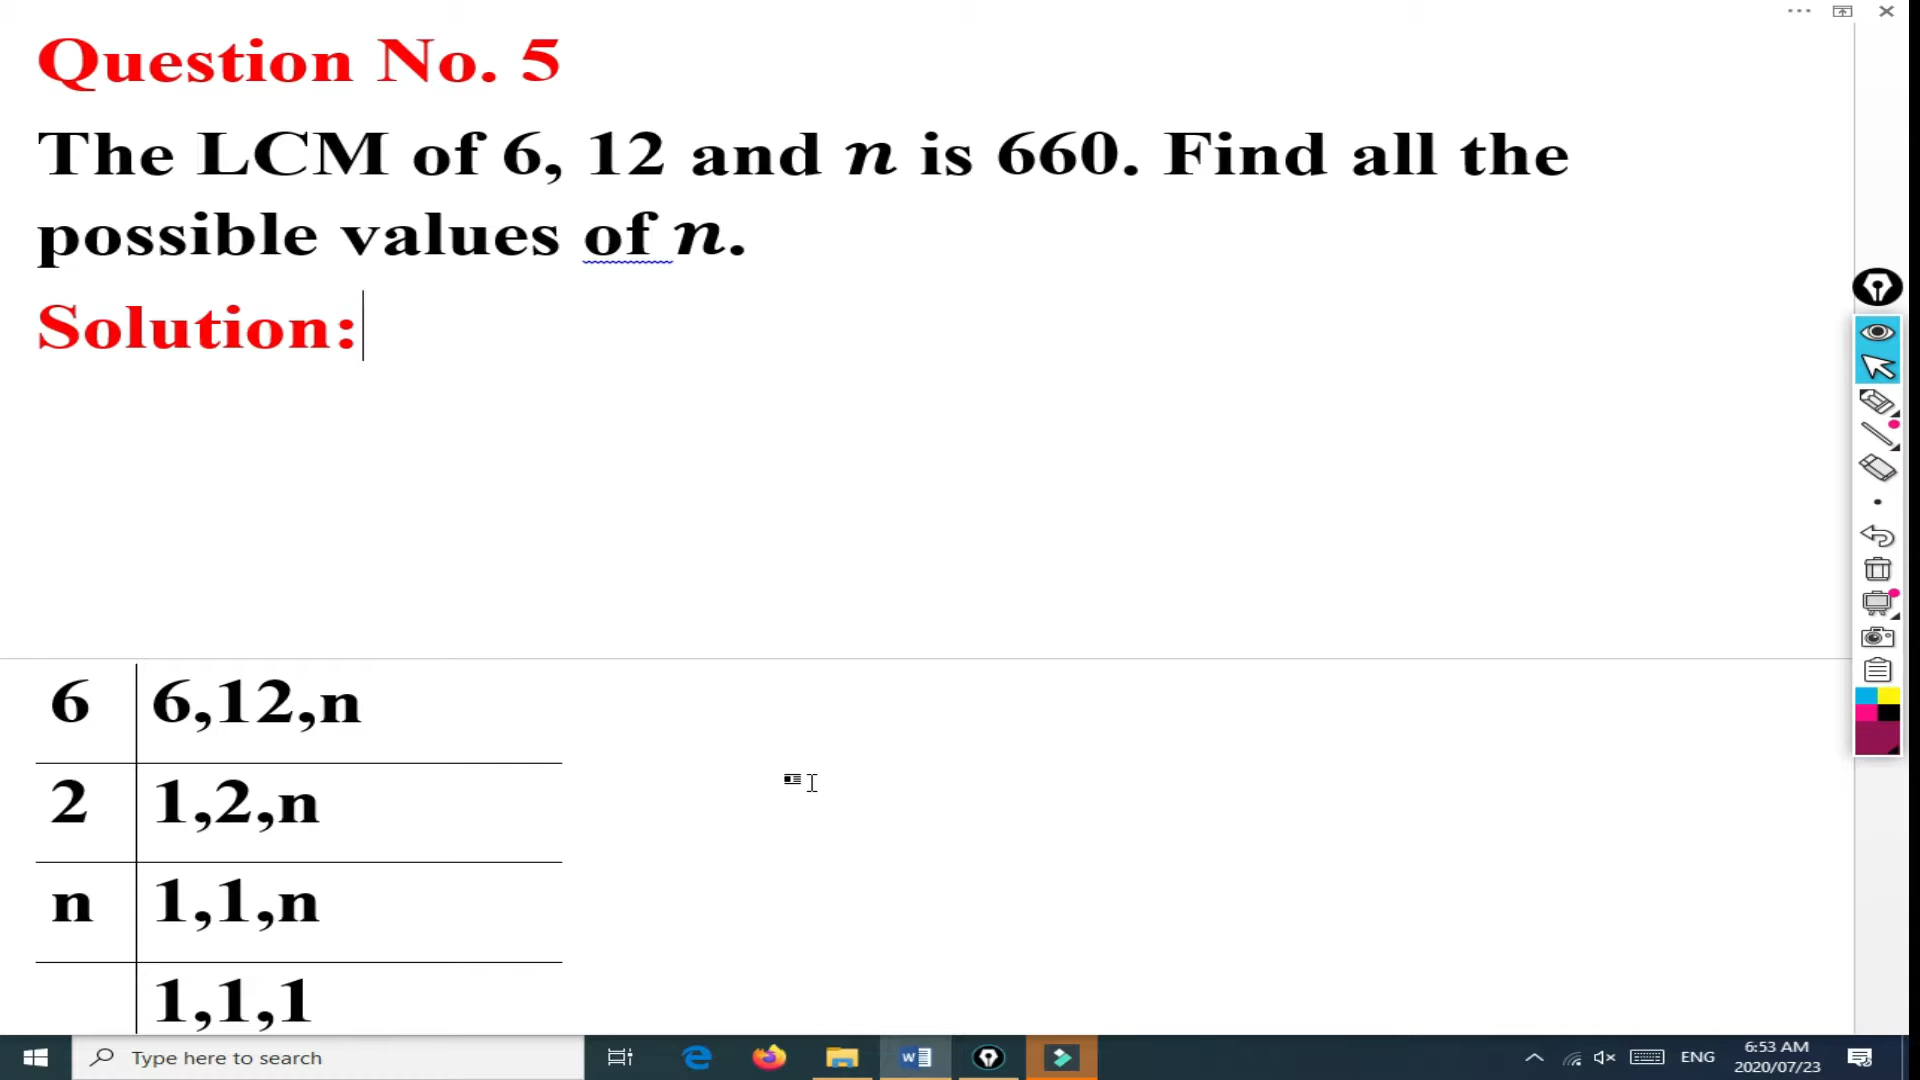 Question No. 5
The LCM of 6, 12 and n is 660. Find all the
possible values of n.
Solution:
6 6,12,n
2 1,2,n
n 1,1,n
1,1,1
Type here to search
W
ENG
6:53 AM
2020/07/23